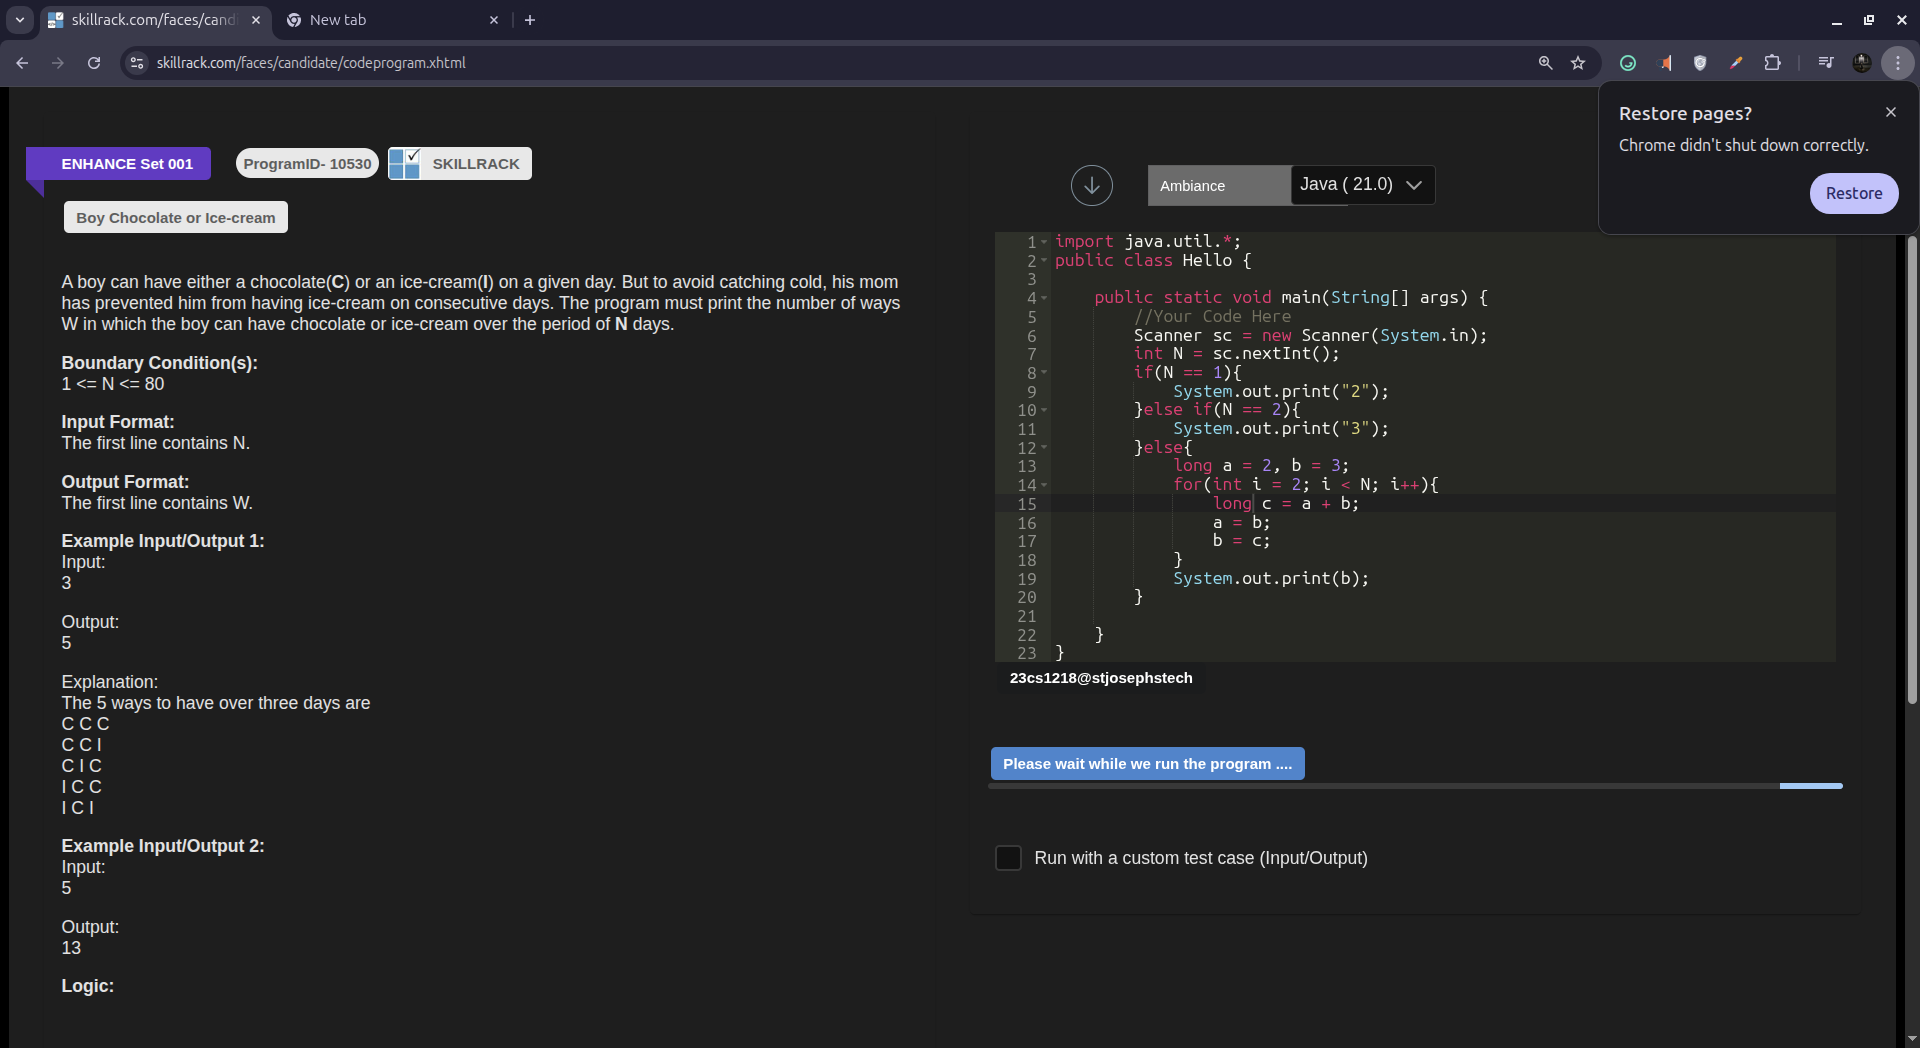 skillrack.com/faces/candi
New tab
skillrack.com/faces/candidate/codeprogram.xhtml
Restore pages?
Chrome didn't shut down correctly.
Restore
ENHANCE Set 001
ProgramID- 10530
SKILLRACK
Boy Chocolate or Ice-cream
A boy can have either a chocolate(C) or an ice-cream(I) on a given day. But to avoid catching cold, his mom
has prevented him from having ice-cream on consecutive days. The program must print the number of ways
W in which the boy can have chocolate or ice-cream over the period of N days.
Boundary Condition(s):
1 <= N <= 80
Input Format:
The first line contains N.
Output Format:
The first line contains W.
Example Input/Output 1:
Input:
3
Output:
5
Explanation:
The 5 ways to have over three days are
C C C
C C I
C I C
I C C
I C I
Example Input/Output 2:
Input:
5
Output:
13
Logic:
Ambiance
Java ( 21.0)
1 import java.util.*;
2 public class Hello {
3
4     public static void main(String[] args) {
5         //Your Code Here
6         Scanner sc = new Scanner(System.in);
7         int N = sc.nextInt();
8         if(N == 1){
9             System.out.print("2");
10         }else if(N == 2){
11             System.out.print("3");
12         }else{
13             long a = 2, b = 3;
14             for(int i = 2; i < N; i++){
15                 long c = a + b;
16                 a = b;
17                 b = c;
18             }
19             System.out.print(b);
20         }
21
22     }
23 }
23cs1218@stjosephstech
Please wait while we run the program ....
Run with a custom test case (Input/Output)